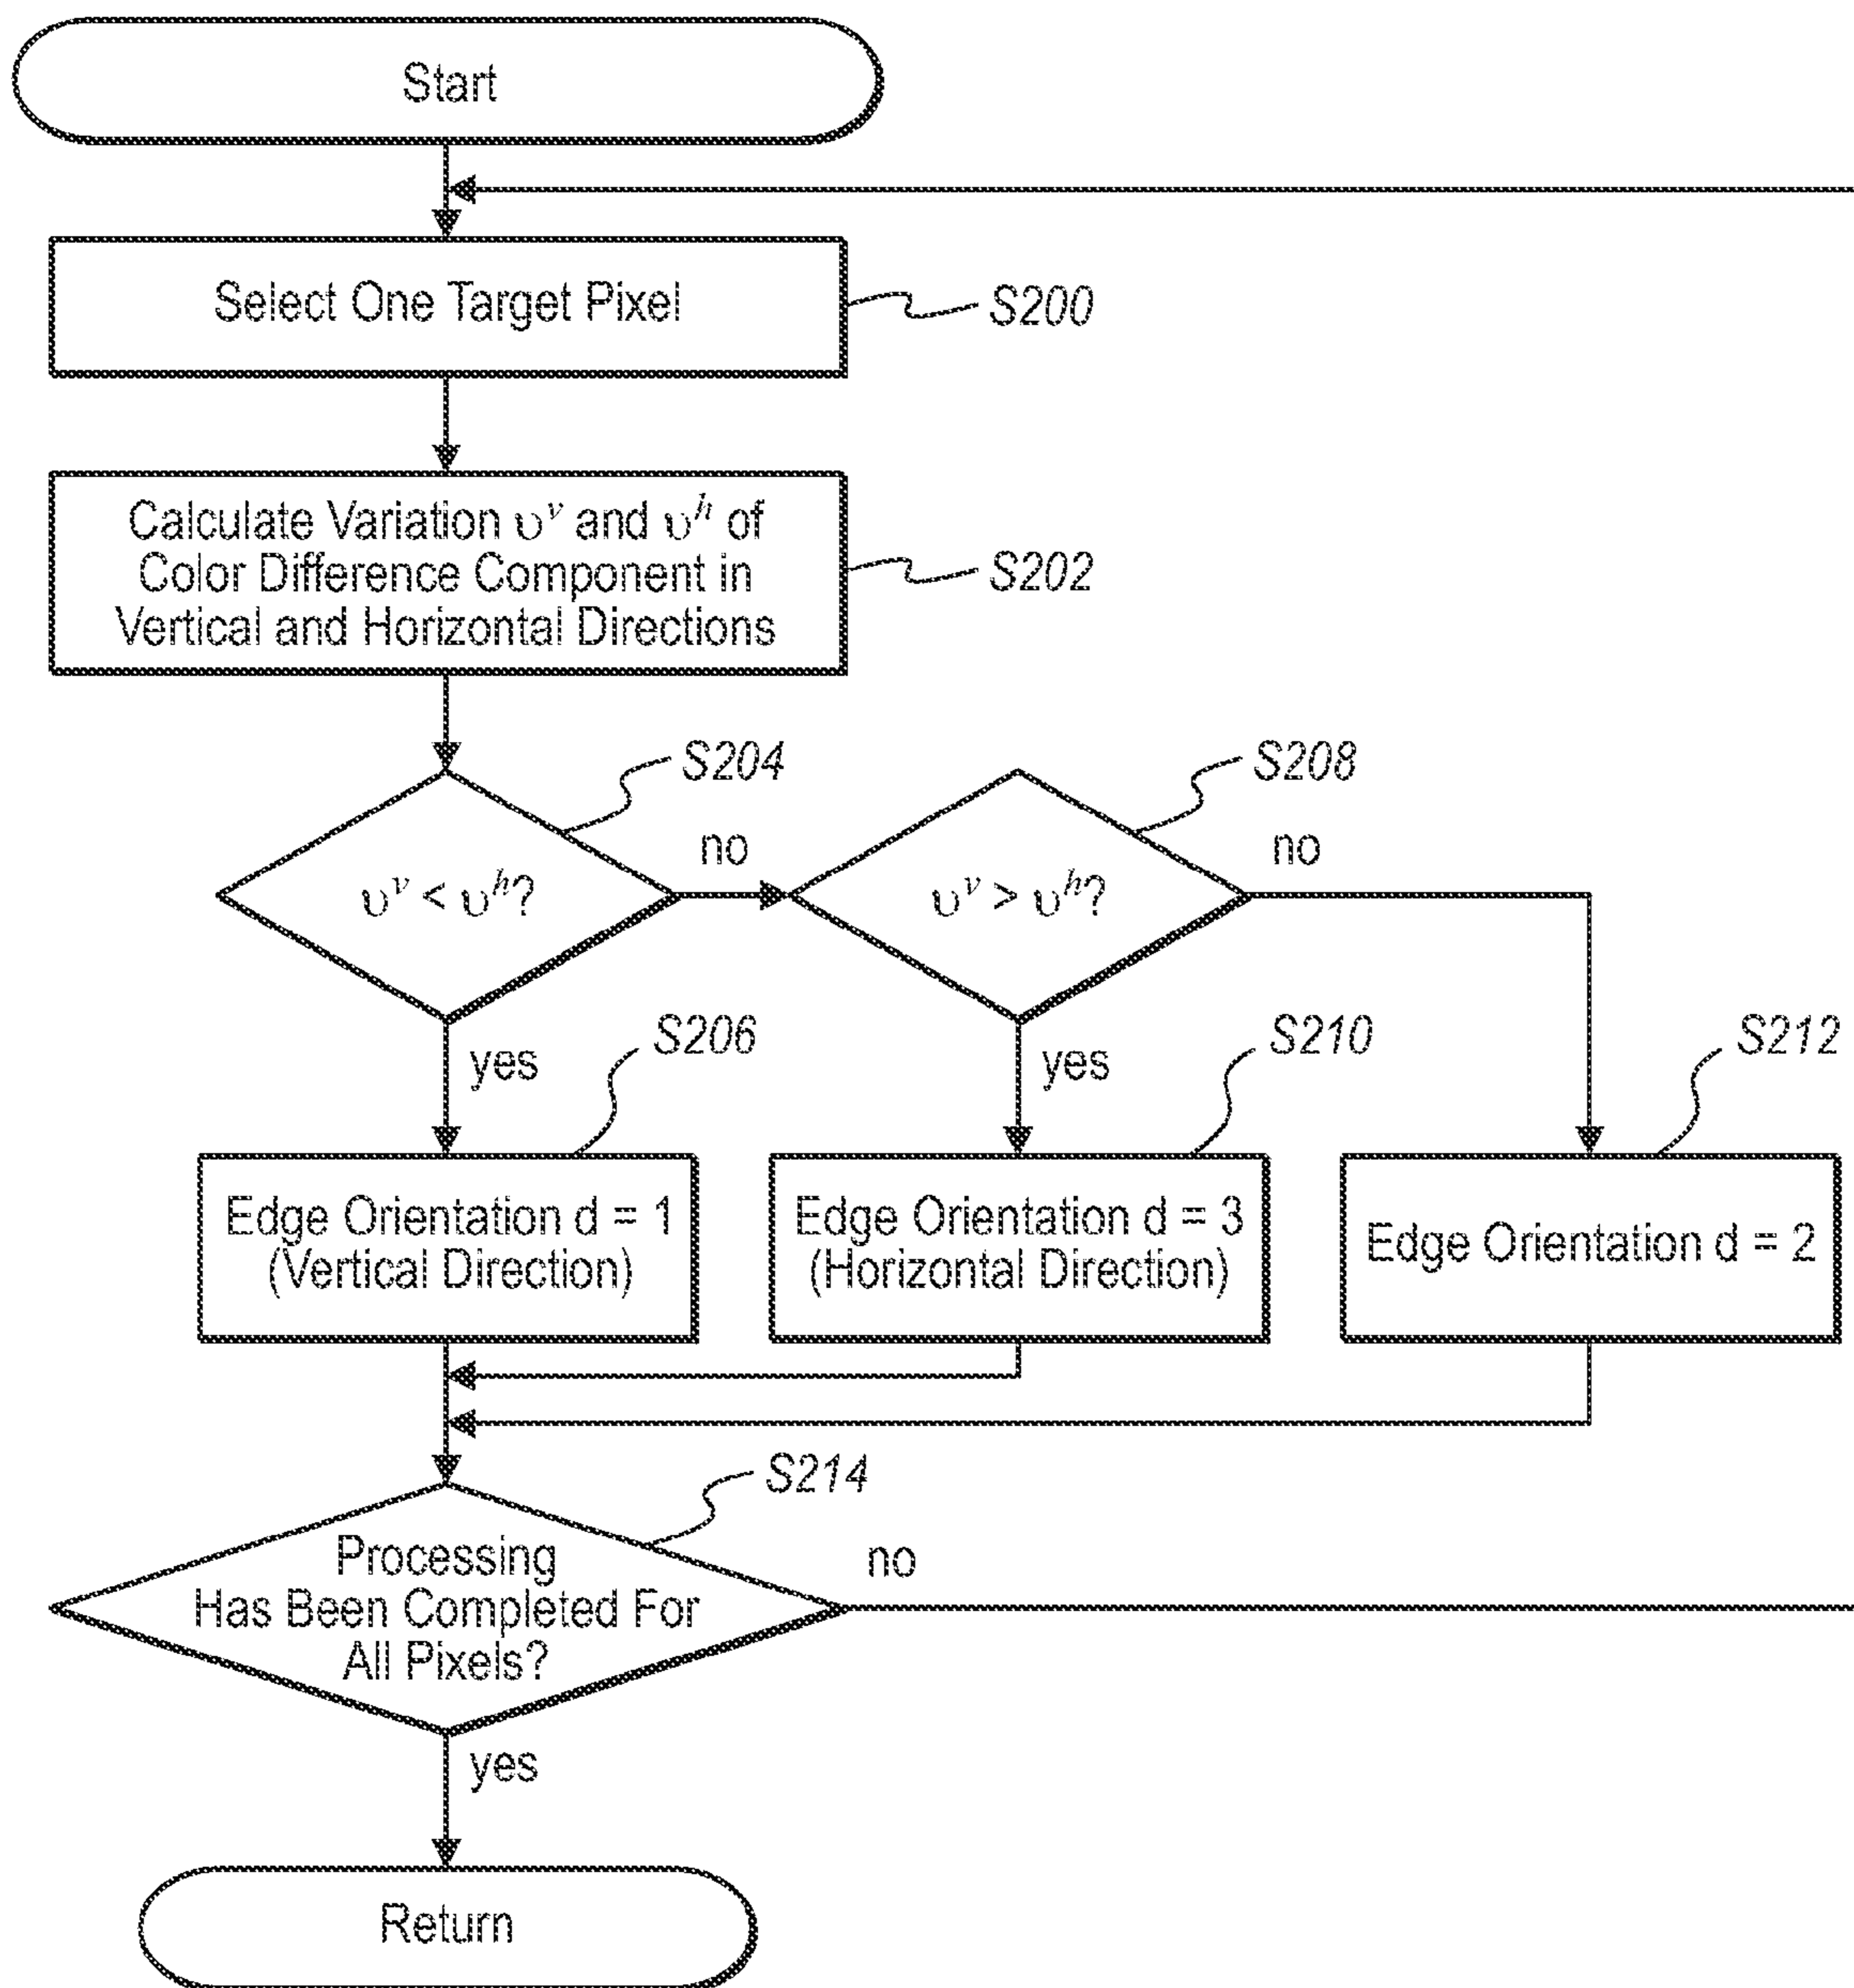 Start
Select One Target Pixel
S200
Calculate Variation υ^v and υ^h of
Color Difference Component in
Vertical and Horizontal Directions
S202
S204
S208
υ^v < υ^h?
no
υ^v > υ^h?
no
yes
S206
yes
S210
S212
Edge Orientation d = 1
(Vertical Direction)
Edge Orientation d = 3
(Horizontal Direction)
Edge Orientation d = 2
S214
Processing
Has Been Completed For
All Pixels?
no
yes
Return